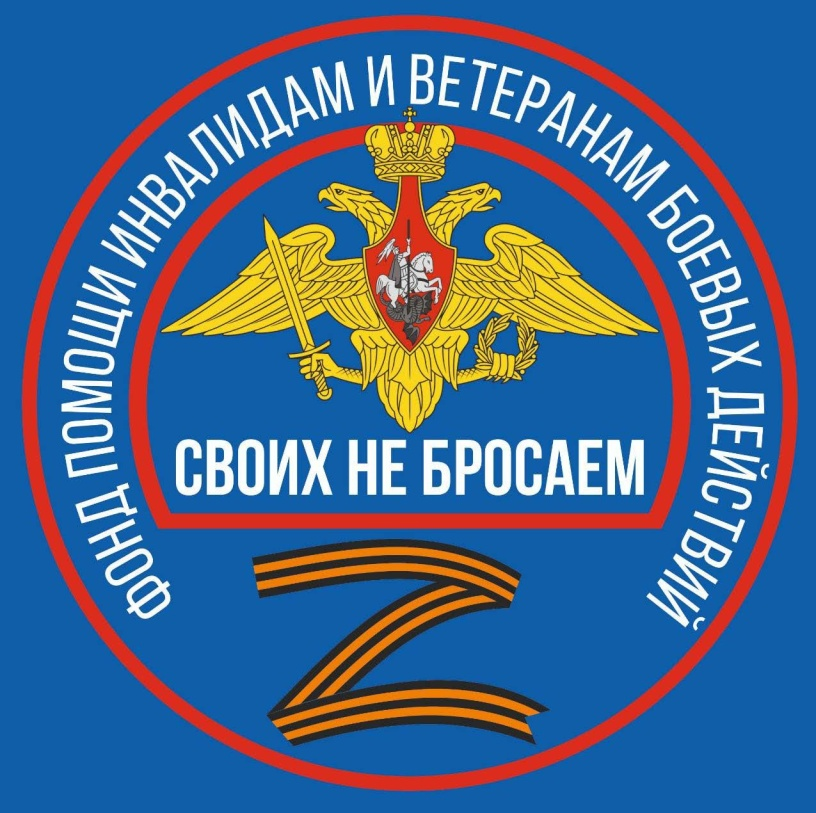 ФОНД ПОМОЩИ ИНВАЛИДАМ И ВЕТЕРАНАМ БОЕВЫХ ДЕЙСТВИЙ
СВОИХ НЕ БРОСАЕМ
Z